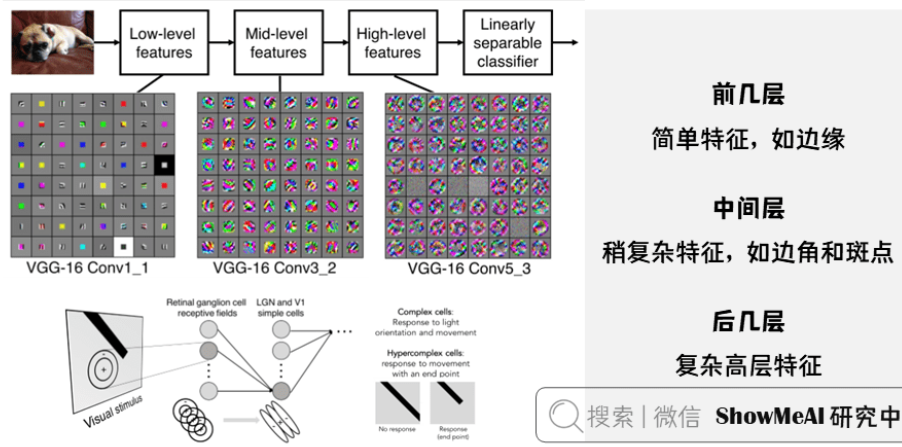 Low-level
features
Mid-level
features
High-level
features
Linearly
separable
classifier
VGG-16 Conv1_1
VGG-16 Conv3_2
VGG-16 Conv5_3
Retinal ganglion cell
receptive fields
LGN and V1
simple cells
Visual stimulus
Complex cells:
Response to light
orientation and movement
Hypercomplex cells:
response to movement
with an end point
No response
Response
(end point)
前几层
简单特征，如边缘
中间层
稍复杂特征，如边角和斑点
后几层
复杂高层特征
搜索 | 微信 ShowMeAI 研究中